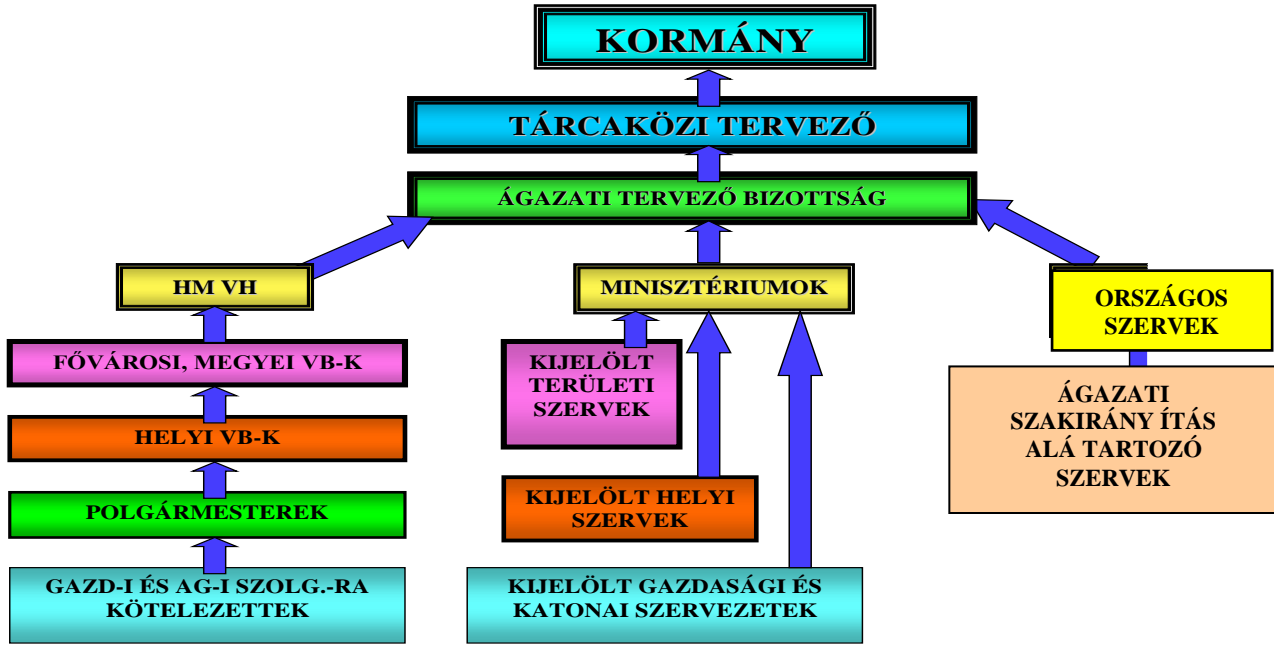 KORMÁNY
TÁRCAKÖZI TERVEZŐ
ÁGAZATI TERVEZŐ BIZOTTSÁG
HM VH
MINISZTÉRIUMOK
ORSZÁGOS
SZERVEK
FŐVÁROSI, MEGYEI VB-K
KIJELÖLT
TERÜLETI
SZERVEK
ÁGAZATI
SZAKIRÁNY ÍTÁS
ALÁ TARTOZÓ
SZERVEK
HELYI VB-K
KIJELÖLT HELYI
SZERVEK
POLGÁRMESTEREK
GAZD-I ÉS AG-I SZOLG.-RA
KÖTELEZETTEK
KIJELÖLT GAZDASÁGI ÉS
KATONAI SZERVEZETEK